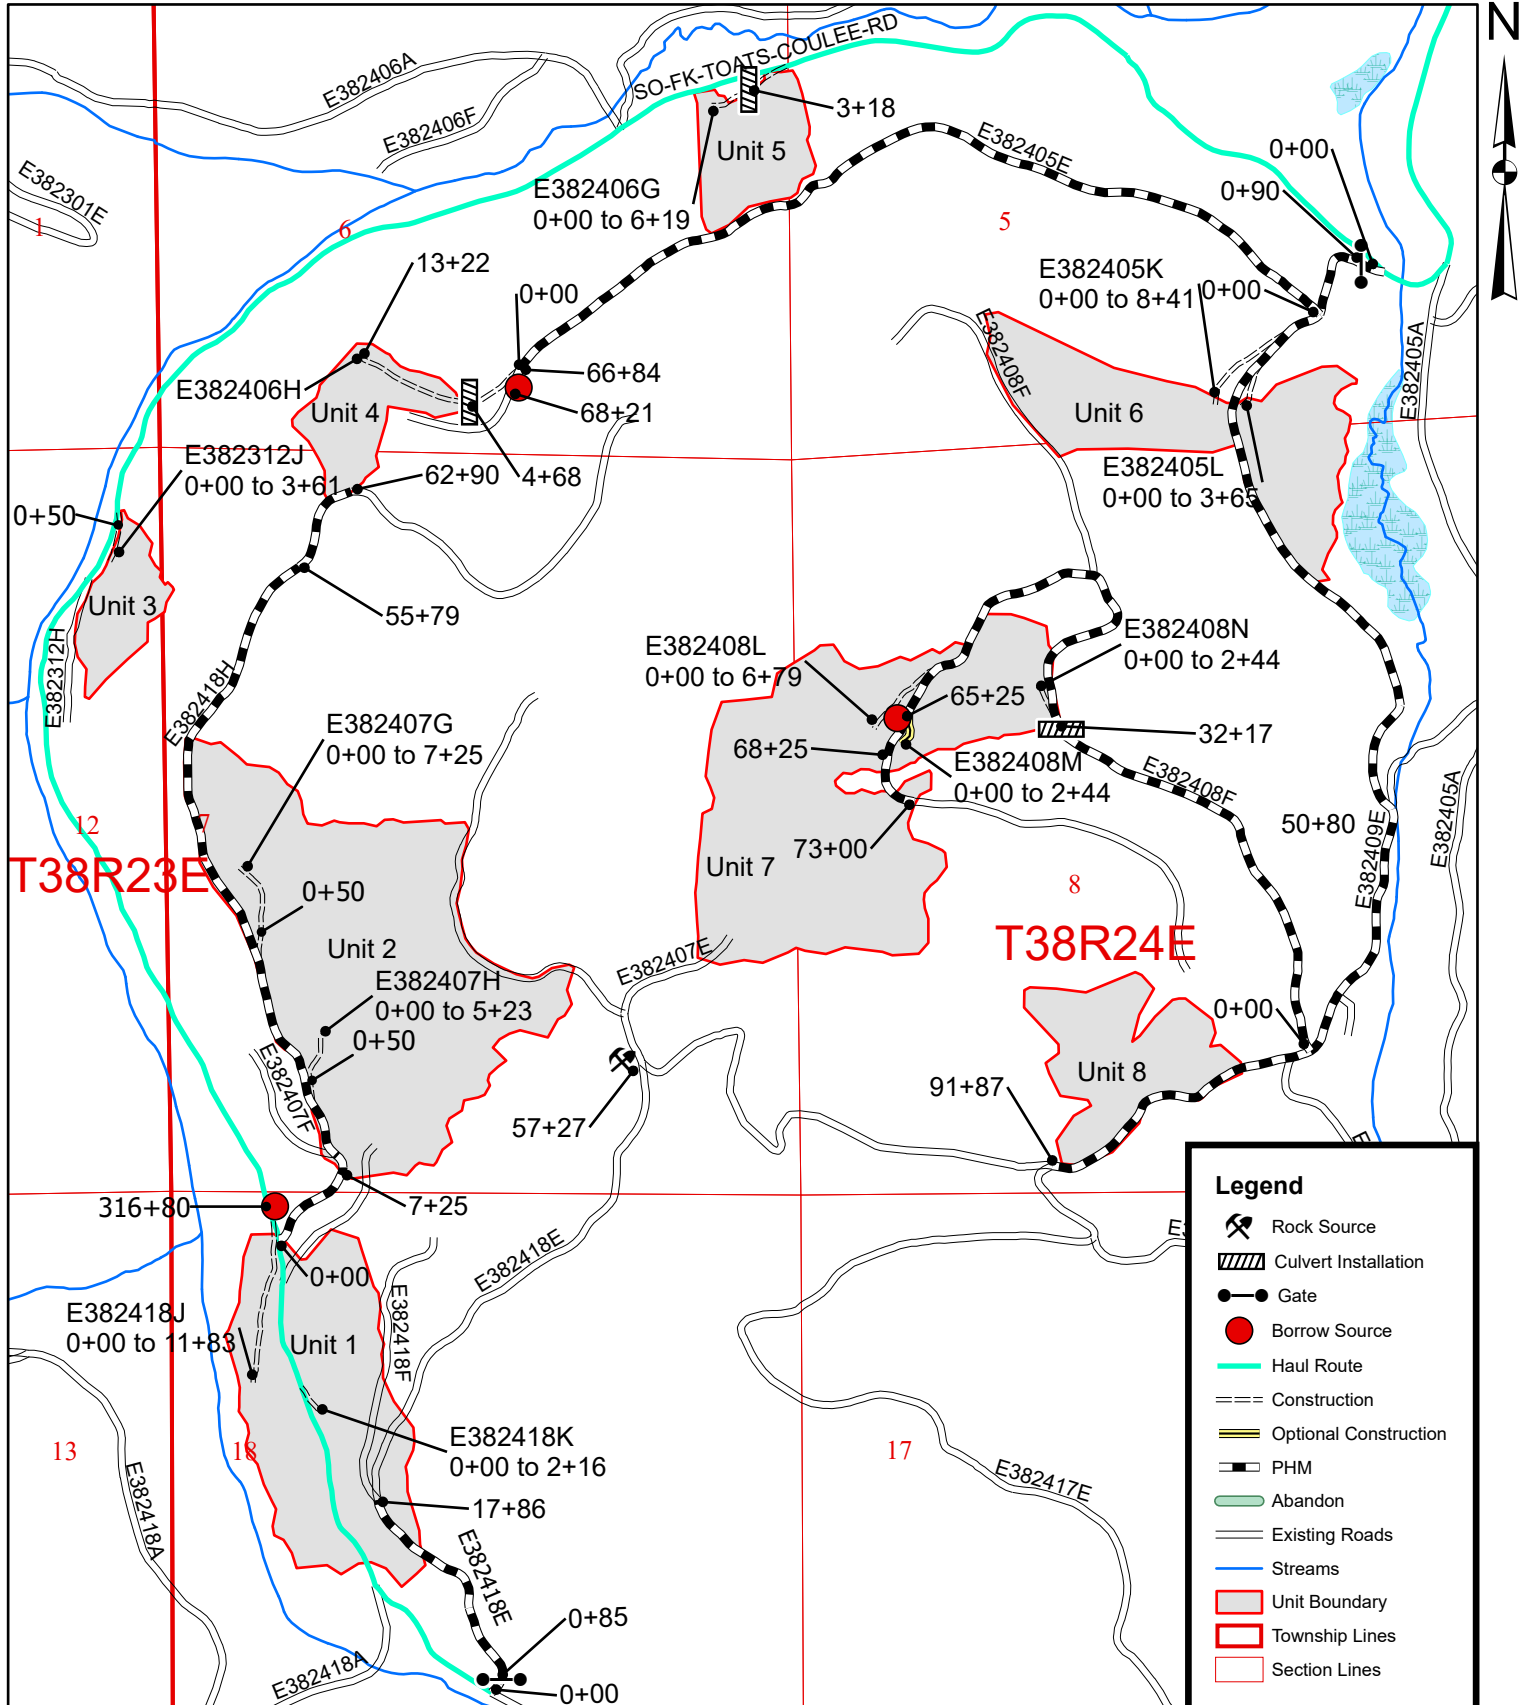 N
SO-FK-TOATS-COULEE-RD
E382406A
E382406F
3+18
E382301E
Unit 5
E382405E
0+00
0+90
E382406G
0+00 to 6+19
1
6
5
13+22
0+00
E382405K
0+00 to 8+41
0+00
E382406H
66+84
68+21
Unit 4
E382408F
Unit 6
E382405A
E382312J
0+00 to 3+61
62+90
4+68
E382405L
0+00 to 3+65
0+50
Unit 3
55+79
E382312H
E382418H
E382408L
0+00 to 6+79
E382408N
0+00 to 2+44
65+25
E382407G
0+00 to 7+25
68+25
32+17
E382408M
0+00 to 2+44
E382408F
12
7
50+80
E382409E
E382405A
T38R23E
73+00
Unit 7
8
0+50
Unit 2
T38R24E
E382407E
E382407H
0+00 to 5+23
0+50
0+00
E382407F
Unit 8
91+87
57+27
316+80
7+25
E382418E
0+00
E382418F
E382418J
0+00 to 11+83
Unit 1
13
18
17
E382418K
0+00 to 2+16
E382417E
17+86
E382418A
E382418E
0+85
E382418A
0+00
Legend
Rock Source
Culvert Installation
Gate
Borrow Source
Haul Route
Construction
Optional Construction
PHM
Abandon
Existing Roads
Streams
Unit Boundary
Township Lines
Section Lines